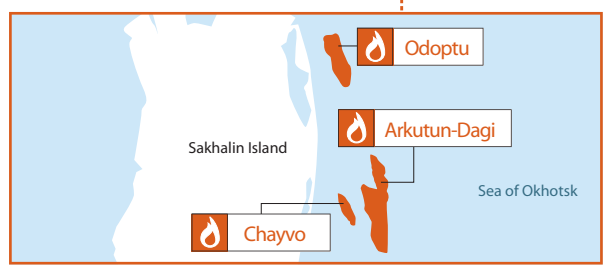 Odoptu
Arkutun-Dagi
Sakhalin Island
Sea of Okhotsk
Chayvo